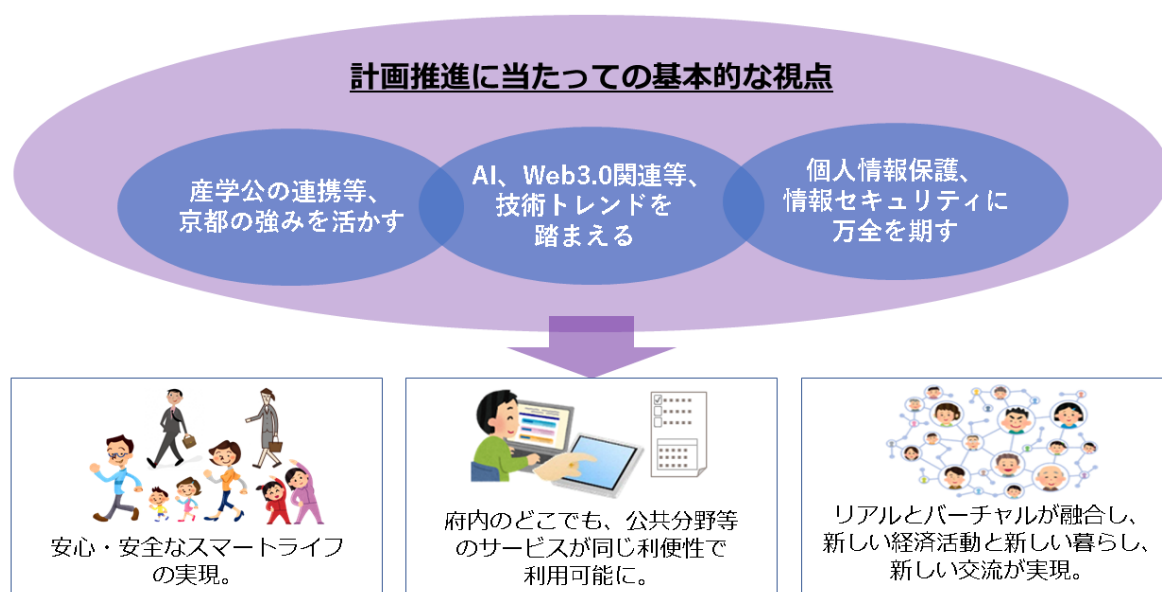 計画推進に当たっての基本的な視点
産学公の連携等、
京都の強みを活かす
AI、Web3.0関連等、
技術トレンドを
踏まえる
個人情報保護、
情報セキュリティに
万全を期す
安心・安全なスマートライフ
の実現。
府内のどこでも、公共分野等
のサービスが同じ利便性で
利用可能に。
リアルとバーチャルが融合し、
新しい経済活動と新しい暮らし、
新しい交流が実現。